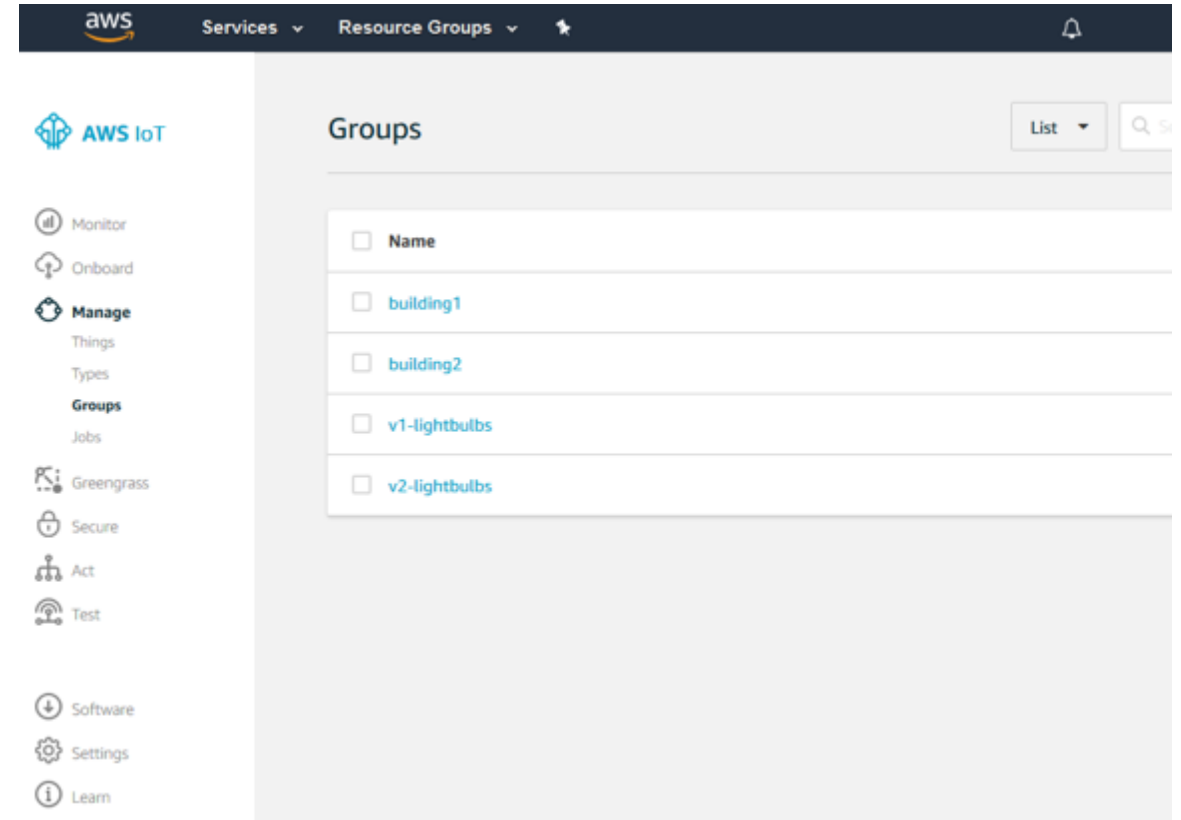 aws Services Resource Groups
AWS IoT
Monitor
Onboard
Manage
Things
Types
Groups
Jobs
Greengrass
Secure
Act
Test
Software
Settings
Learn
Groups
List
Name
building1
building2
v1-lightbulbs
v2-lightbulbs